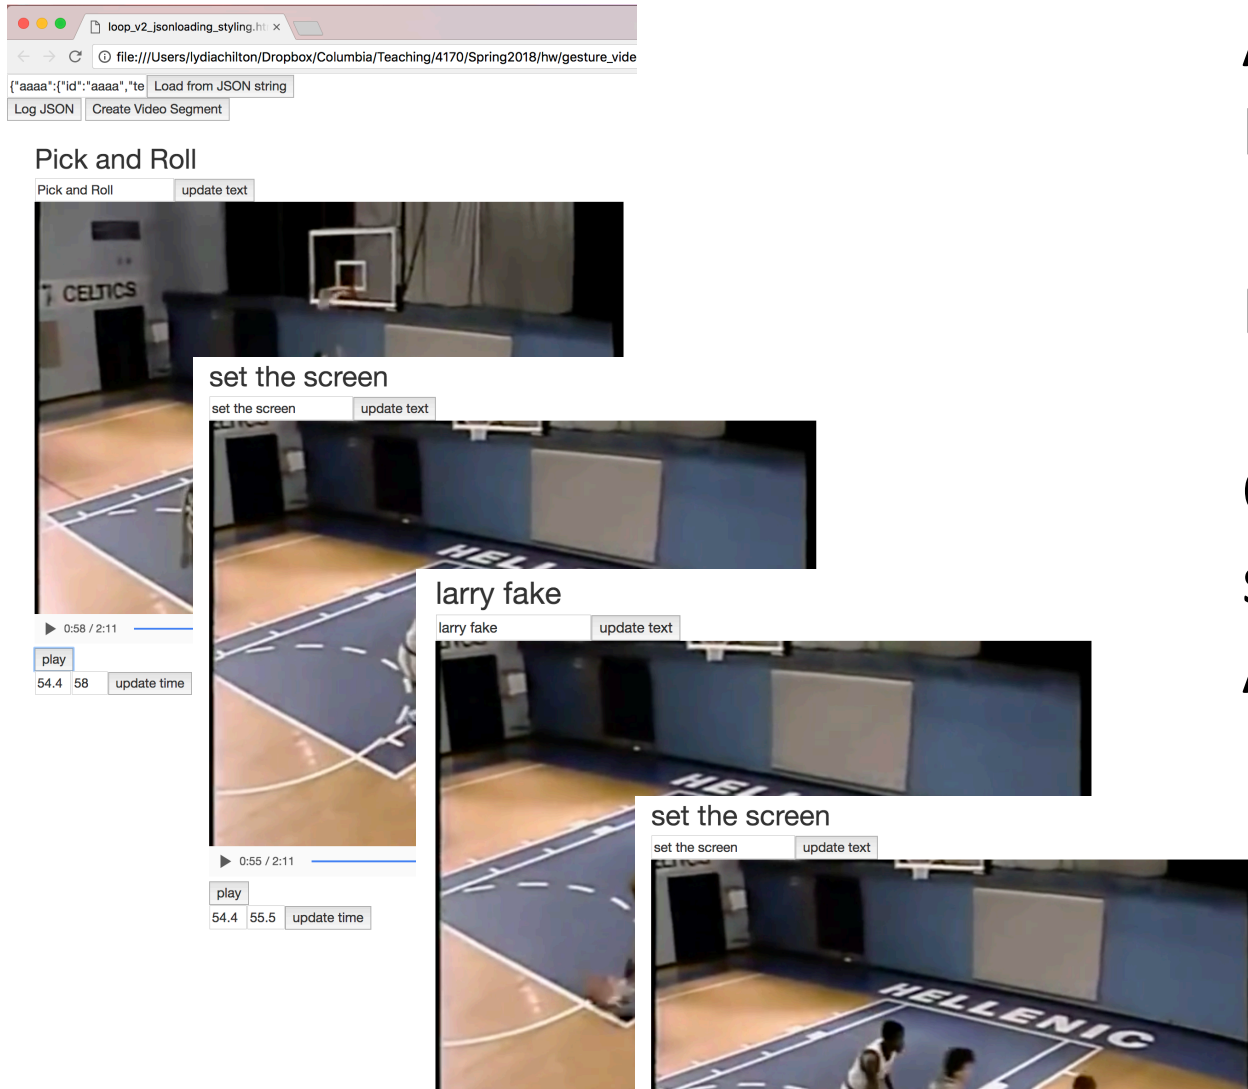 loop_v2_jsonloading_styling.ht
file:///Users/lydiachilton/Dropbox/Columbia/Teaching/4170/Spring2018/hw/gesture_vide
{"aaaa":{"id":"aaaa","te Load from JSON string
Log JSON Create Video Segment
Pick and Roll
Pick and Roll update text
CELTICS
0:58 / 2:11
play
54.4 58 update time
set the screen
set the screen update text
HELL
0:55 / 2:11
play
54.4 55.5 update time
larry fake
larry fake update text
set the screen
set the screen update text
HELLENIC